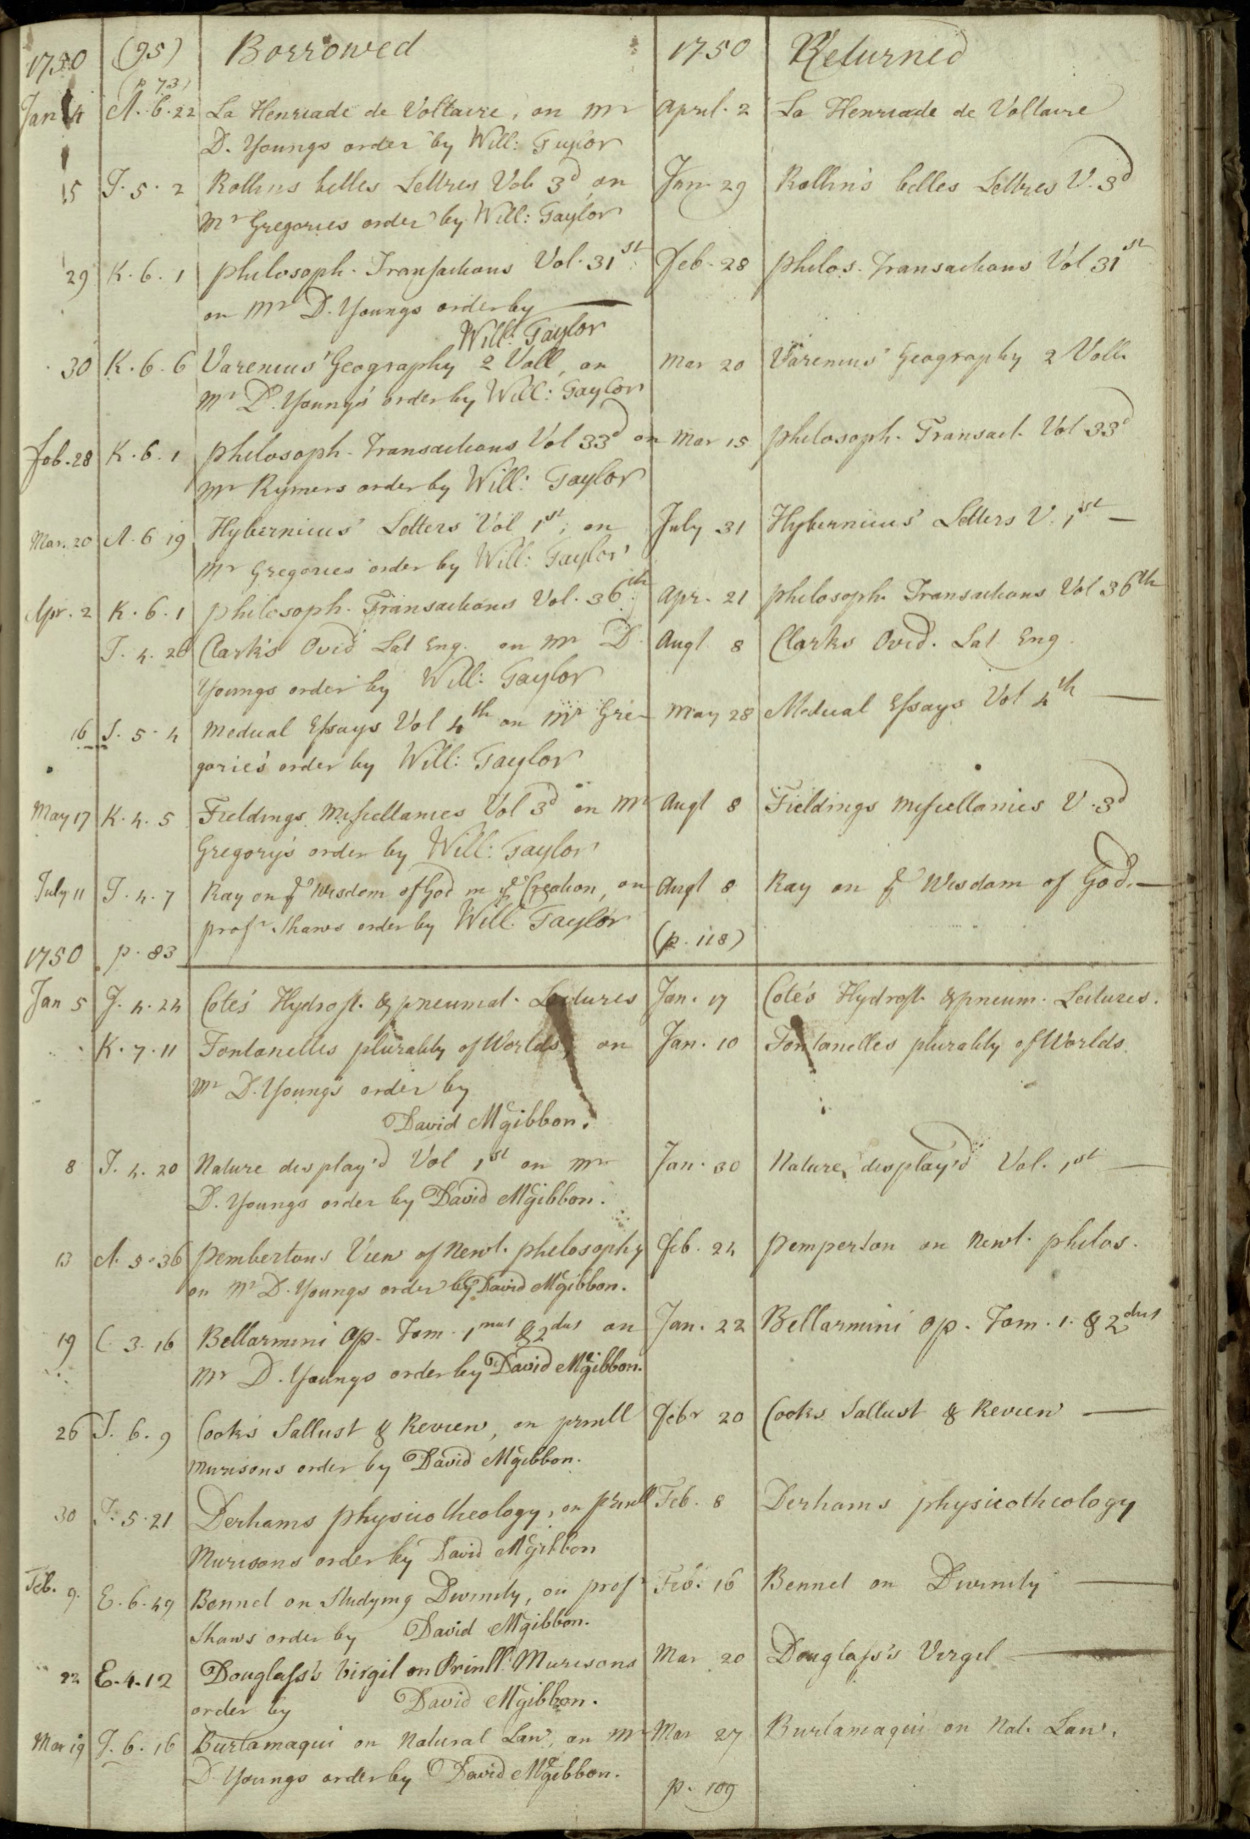 1750 (95) Borrowed 1750 Returned
p 73)
Jan 4 A. 6. 22 La Henriade de Voltaire, on Mr April. 2 La Henriade de Voltaire
D. Youngs order by Will: Taylor
15 J. 5. 2 Rollins belles Lettres Vol. 3d on Jan. 29 Rollin's belles Lettres V. 3d
Mr Gregories order by Will: Taylor
29 K. 6. 1 philosoph. Transactions Vol. 31st Feb. 28 philos. Transactions Vol 31st
on Mr D. Youngs order by
Will: Taylor
30 K. 6. 6 Varenius' Geography 2 Voll, on Mar 20 Varenius' Geography 2 Voll.
Mr D. Young's order by Will: Taylor
Feb. 28 K. 6. 1 philosoph. Transactions Vol 33d on Mar 15 philosoph. Transact. Vol 33d
Mr Rymers order by Will: Taylor
Mar. 20 A. 6 19 Hybernicus' Letters Vol 1st, on July 31 Hybernicus' Letters V. 1st —
Mr Gregories order by Will: Taylor
Apr. 2 K. 6. 1 philosoph. Transactions Vol. 36th Apr. 21 philosoph. Transactions Vol 36th
J. 4. 26 Clark's Ovid Lat Eng. on Mr D. Augt 8 Clarks Ovid. Lat Eng.
Youngs order by Will: Taylor
16 J. 5. 4 Medical Essays Vol 4th on Mr Gre- May 28 Medical Essays Vol 4th —
gorie's order by Will: Taylor
May 17 K. 4. 5 Fieldings Miscellanies Vol 3d on Mr Augt 8 Fieldings Miscellanies V. 3d
Gregory's order by Will: Taylor
July 11 J. 4. 7 Ray on ye Wisdom of God in ye Creation, on Augt 8 Ray on ye Wisdom of God. —
profr Shaws order by Will: Taylor
1750 p. 83 (p. 118)
Jan 5 J. 4. 24 Cote's Hydrost. & pneumat. Lectures Jan. 17 Cote's Hydrost. & pneum. Lectures.
K. 7. 11 Fontanelles plurality of Worlds, on Jan. 10 Fontanelles plurality of Worlds.
Mr D. Youngs order by
David McGibbon.
8 J. 4. 20 Nature display'd Vol 1st on Mr Jan. 30 Nature display'd Vol. 1st —
D. Youngs order by David McGibbon.
13 A. 5. 36 Pembertons View of Newt. philosophy Feb. 24 pemperton on Newt. philos.
on Mr D. Youngs order by David McGibbon.
19 C. 3. 16 Bellarmini Op. Tom. 1mus & 2dus on Jan. 22 Bellarmini Op. Tom. 1. & 2dus
Mr D. Youngs order by David McGibbon.
26 J. 6. 9 Cook's Sallust & Review, on prinll Febr 20 Cooks Sallust & Review —
Murisons order by David McGibbon.
30 J. 5. 21 Derhams physicotheology, on prinll Feb. 8 Derhams physicotheology
Murisons order by David McGibbon
Feb. 9. E. 6. 49 Bennet on Studying Divinity, on profr Feb. 16 Bennet on Divinity —
Shaws order by David McGibbon.
22 E. 4. 12 Douglass's Virgil on Prinll. Murisons Mar 20 Douglass's Virgil —
order by David McGibbon.
Mar 19 J. 6. 16 Burlamaqui on Natural Law, on Mr Mar 27 Burlamaqui on Nat. Law.
D Youngs order by David McGibbon.
p. 109